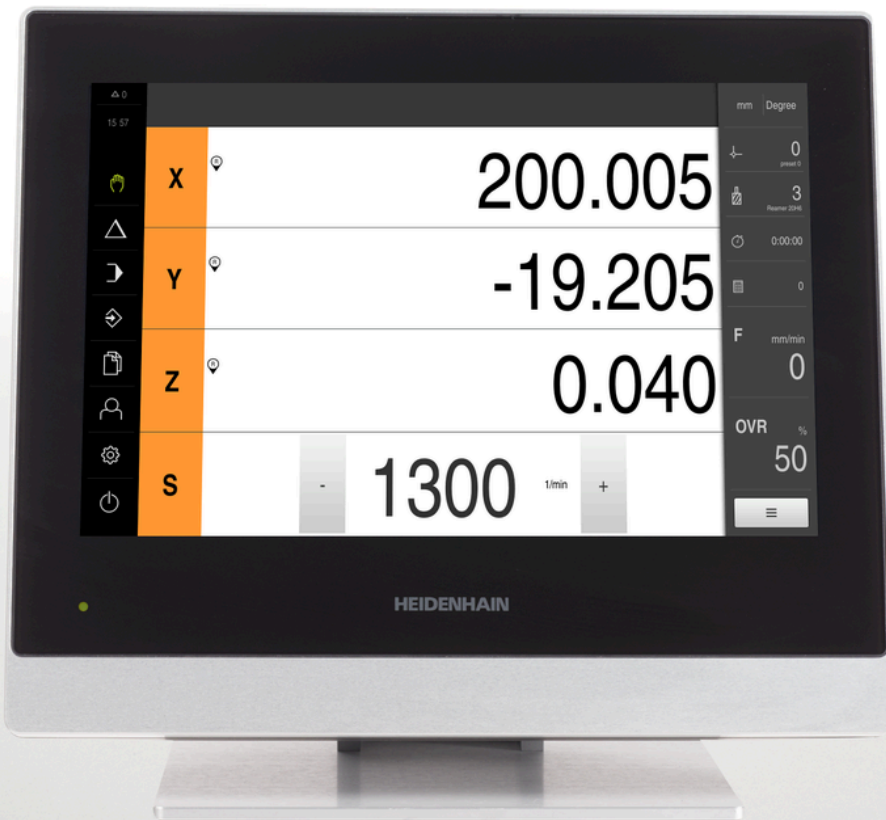 0
15 57
mm Degree
X R 200.005
0
preset 0
3
Reamer 20H6
Y R -19.205
0:00:00
0
Z R 0.040
F mm/min
0
S - 1300 1/min +
OVR %
50
HEIDENHAIN